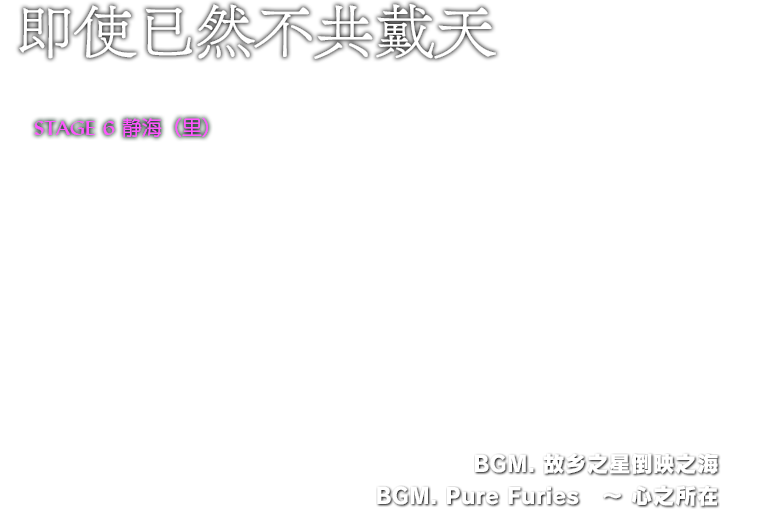 即使已然不共戴天
STAGE 6 静海（里）
BGM. 故乡之星倒映之海
BGM. Pure Furies　～ 心之所在